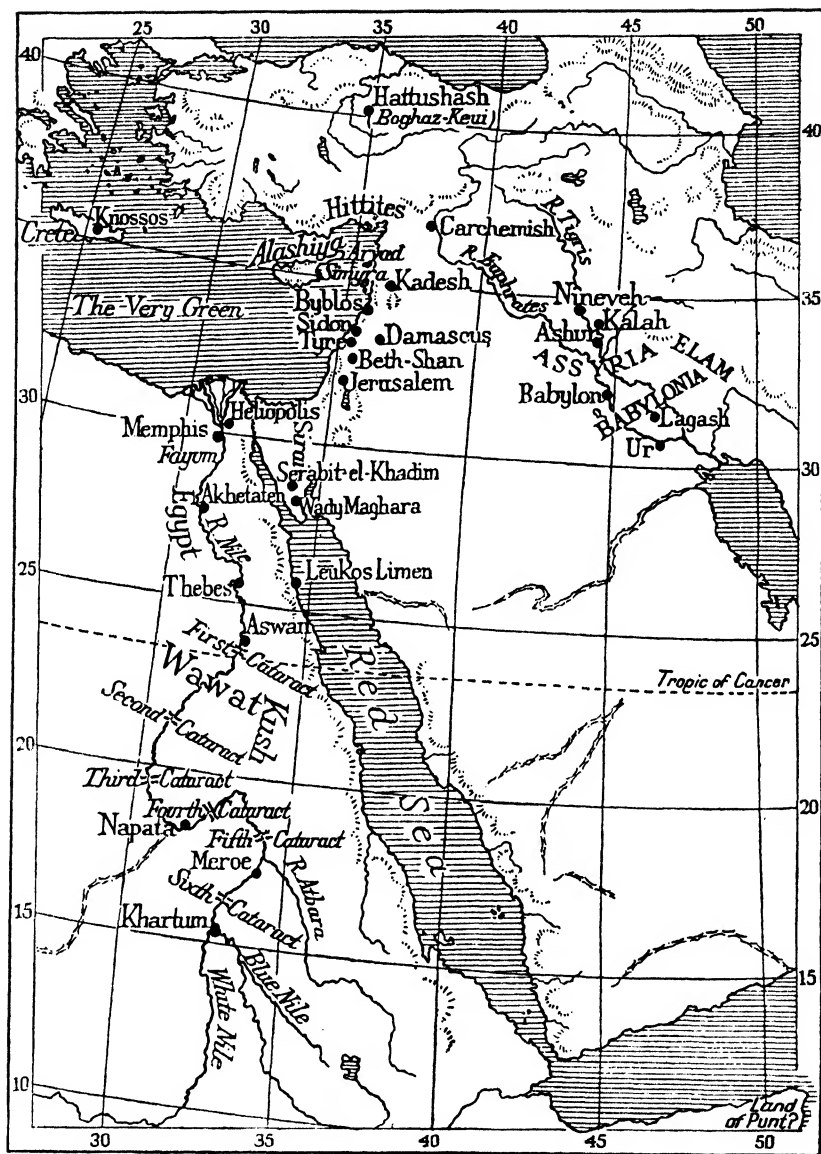 25 30 35 40 45 50
40
40
Hattushash
(Boghaz-Keui)
Knossos
Crete
Hittites
Alashiya
Arvad
Simyra
Carchemish
R. Tigris
R. Euphrates
Kadesh
35
The Very Green
Byblos
Sidon
Tyre
Damascus
Beth-Shan
Jerusalem
Nineveh
Kalah
Ashur
ASSYRIA
ELAM
BABYLONIA
Babylon
Lagash
Ur
30
30
Heliopolis
Memphis
Fayum
Sinai
Serabit-el-Khadim
Wady Maghara
Akhetaten
Egypt
R. Nile
25
25
Leukos Limen
Thebes
Aswan
First Cataract
Wawat
Kush
Red Sea
Tropic of Cancer
Second Cataract
20
20
Third Cataract
Fourth Cataract
Napata
Fifth Cataract
Meroe
R. Atbara
Sixth Cataract
15
15
Khartum
Blue Nile
White Nile
10
Land
of Punt?
30 35 40 45 50